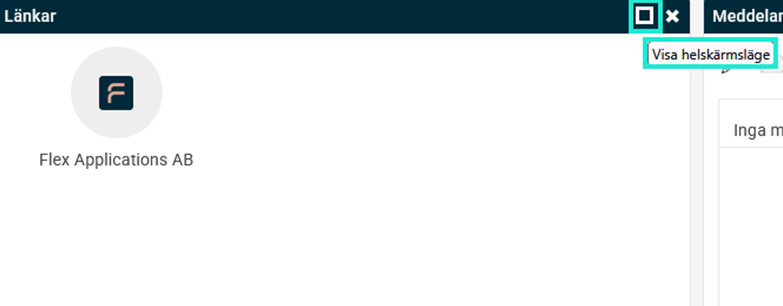 Länkar
Meddelar
Visa helskärmsläge
Flex Applications AB
Inga m